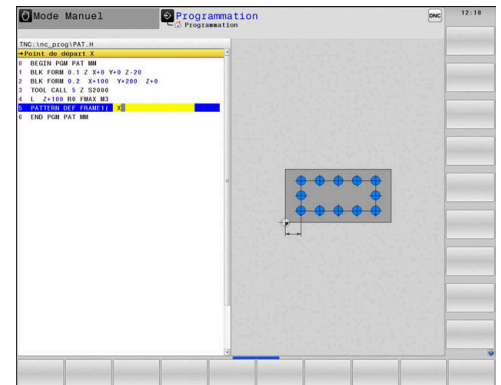 Mode Manuel
Programmation
Programmation
DNC
12:18
TNC:\nc_prog\PAT.H
→Point de départ X
0 BEGIN PGM PAT MM
1 BLK FORM 0.1 Z X+0 Y+0 Z-20
2 BLK FORM 0.2 X+100 Y+200 Z+0
3 TOOL CALL 5 Z S2000
4 L Z+100 R0 FMAX M3
5 PATTERN DEF FRAME1( X
6 END PGM PAT MM